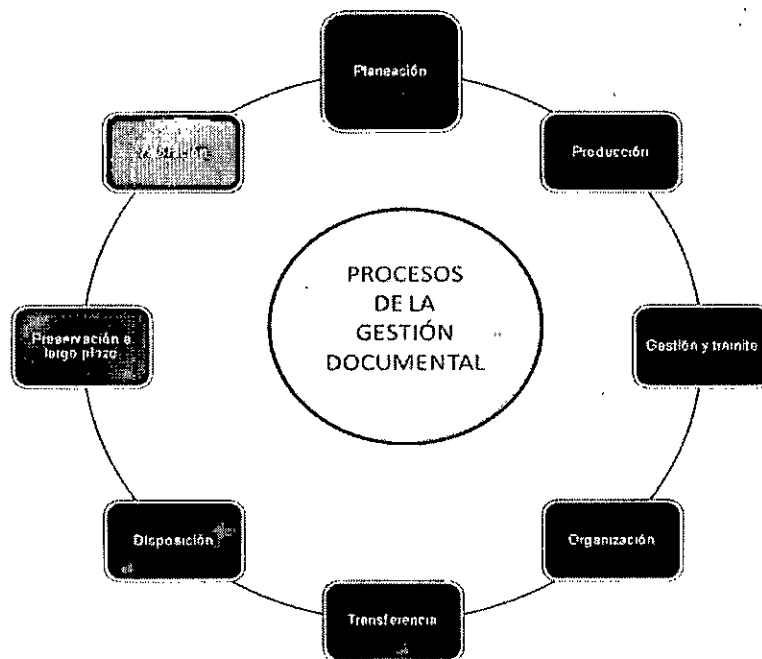 Planeación
Producción
Gestión y trámite
Organización
Transferencia
Disposición
Preservación a
largo plazo
PROCESOS
DE LA
GESTIÓN
DOCUMENTAL